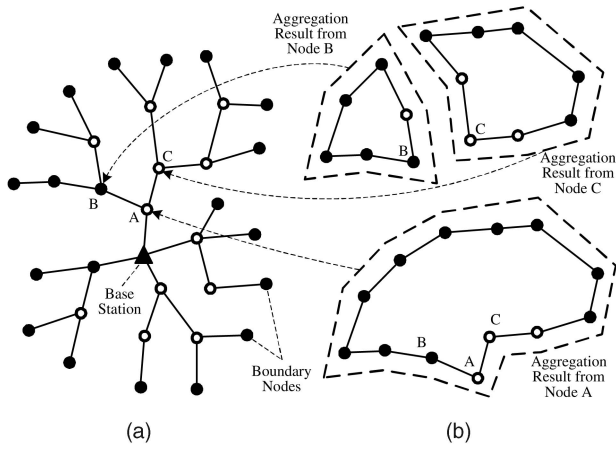 Aggregation
Result from
Node B
C
B
A
Base
Station
Boundary
Nodes
(a)
B
C
Aggregation
Result from
Node C
B
C
A
Aggregation
Result from
Node A
(b)